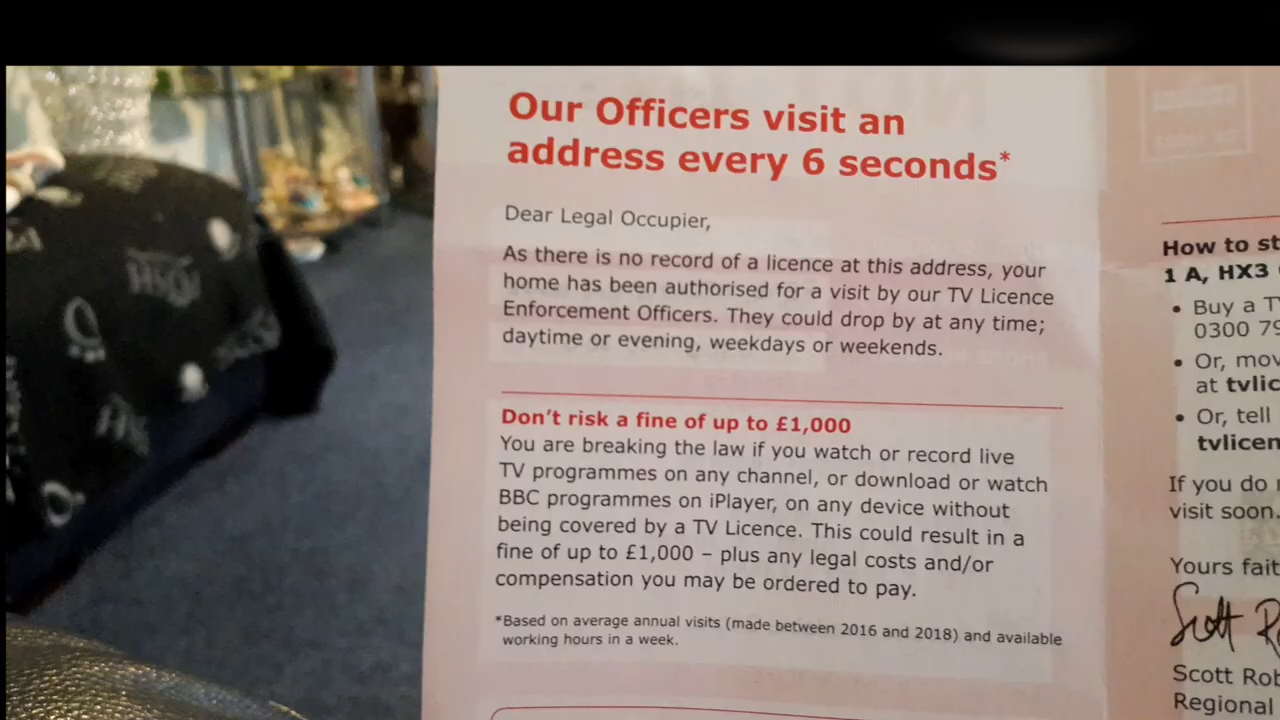 Our Officers visit an
address every 6 seconds*
Dear Legal Occupier,
As there is no record of a licence at this address, your
home has been authorised for a visit by our TV Licence
Enforcement Officers. They could drop by at any time;
daytime or evening, weekdays or weekends.
Don't risk a fine of up to £1,000
You are breaking the law if you watch or record live
TV programmes on any channel, or download or watch
BBC programmes on iPlayer, on any device without
being covered by a TV Licence. This could result in a
fine of up to £1,000 – plus any legal costs and/or
compensation you may be ordered to pay.
*Based on average annual visits (made between 2016 and 2018) and available
working hours in a week.
How to st
1 A, HX3
• Buy a T
0300 79
• Or, mov
at tvlic
• Or, tell
tvlicen
If you do
visit soon.
Yours fait
Scott R
Scott Rob
Regional